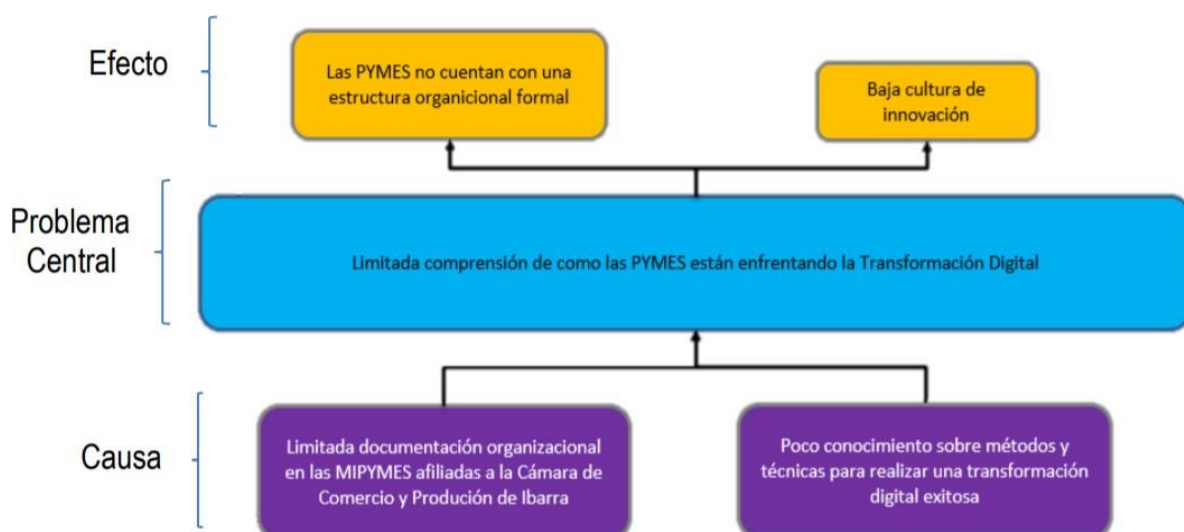 Efecto
Las PYMES no cuentan con una
estructura organicional formal
Baja cultura de
innovación
Problema
Central
Limitada comprensión de como las PYMES están enfrentando la Transformación Digital
Causa
Limitada documentación organizacional
en las MIPYMES afiliadas a la Cámara de
Comercio y Produción de Ibarra
Poco conocimiento sobre métodos y
técnicas para realizar una transformación
digital exitosa